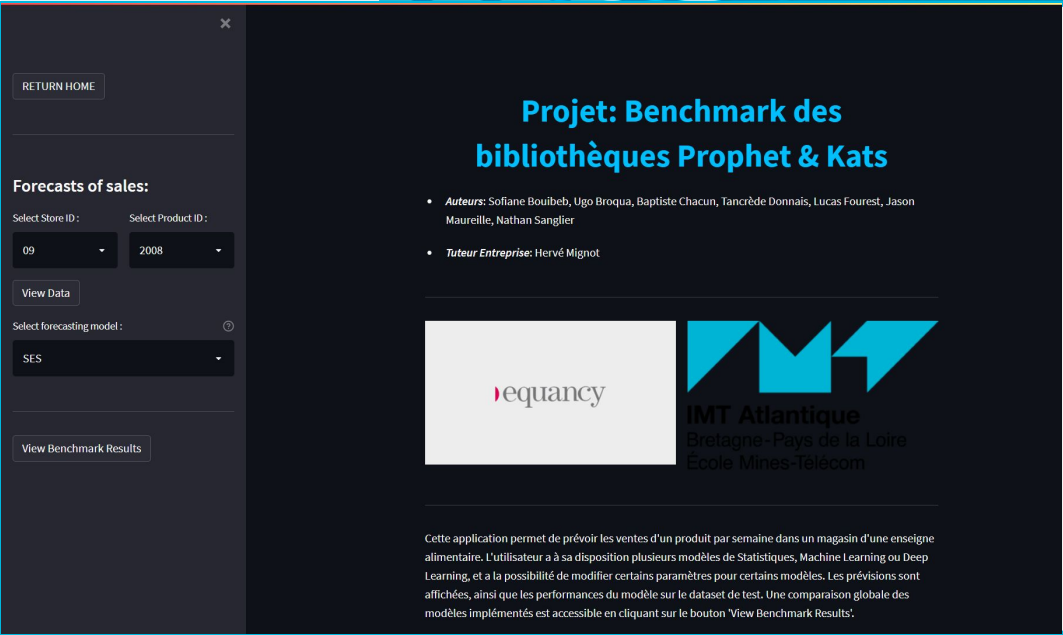 RETURN HOME
Forecasts of sales:
Select Store ID :
Select Product ID :
09
2008
View Data
Select forecasting model :
SES
View Benchmark Results
Projet: Benchmark des
bibliothèques Prophet & Kats
Auteurs: Sofiane Bouibeb, Ugo Broqua, Baptiste Chacun, Tancrède Donnais, Lucas Fourest, Jason
Maureille, Nathan Sanglier
Tuteur Entreprise: Hervé Mignot
equancy
IMT Atlantique
Bretagne-Pays de la Loire
École Mines-Télécom
Cette application permet de prévoir les ventes d'un produit par semaine dans un magasin d'une enseigne
alimentaire. L'utilisateur a à sa disposition plusieurs modèles de Statistiques, Machine Learning ou Deep
Learning, et a la possibilité de modifier certains paramètres pour certains modèles. Les prévisions sont
affichées, ainsi que les performances du modèle sur le dataset de test. Une comparaison globale des
modèles implémentés est accessible en cliquant sur le bouton 'View Benchmark Results'.